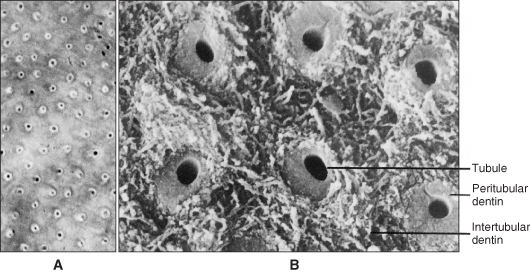 Tubule
Peritubular
dentin
Intertubular
dentin
A
B